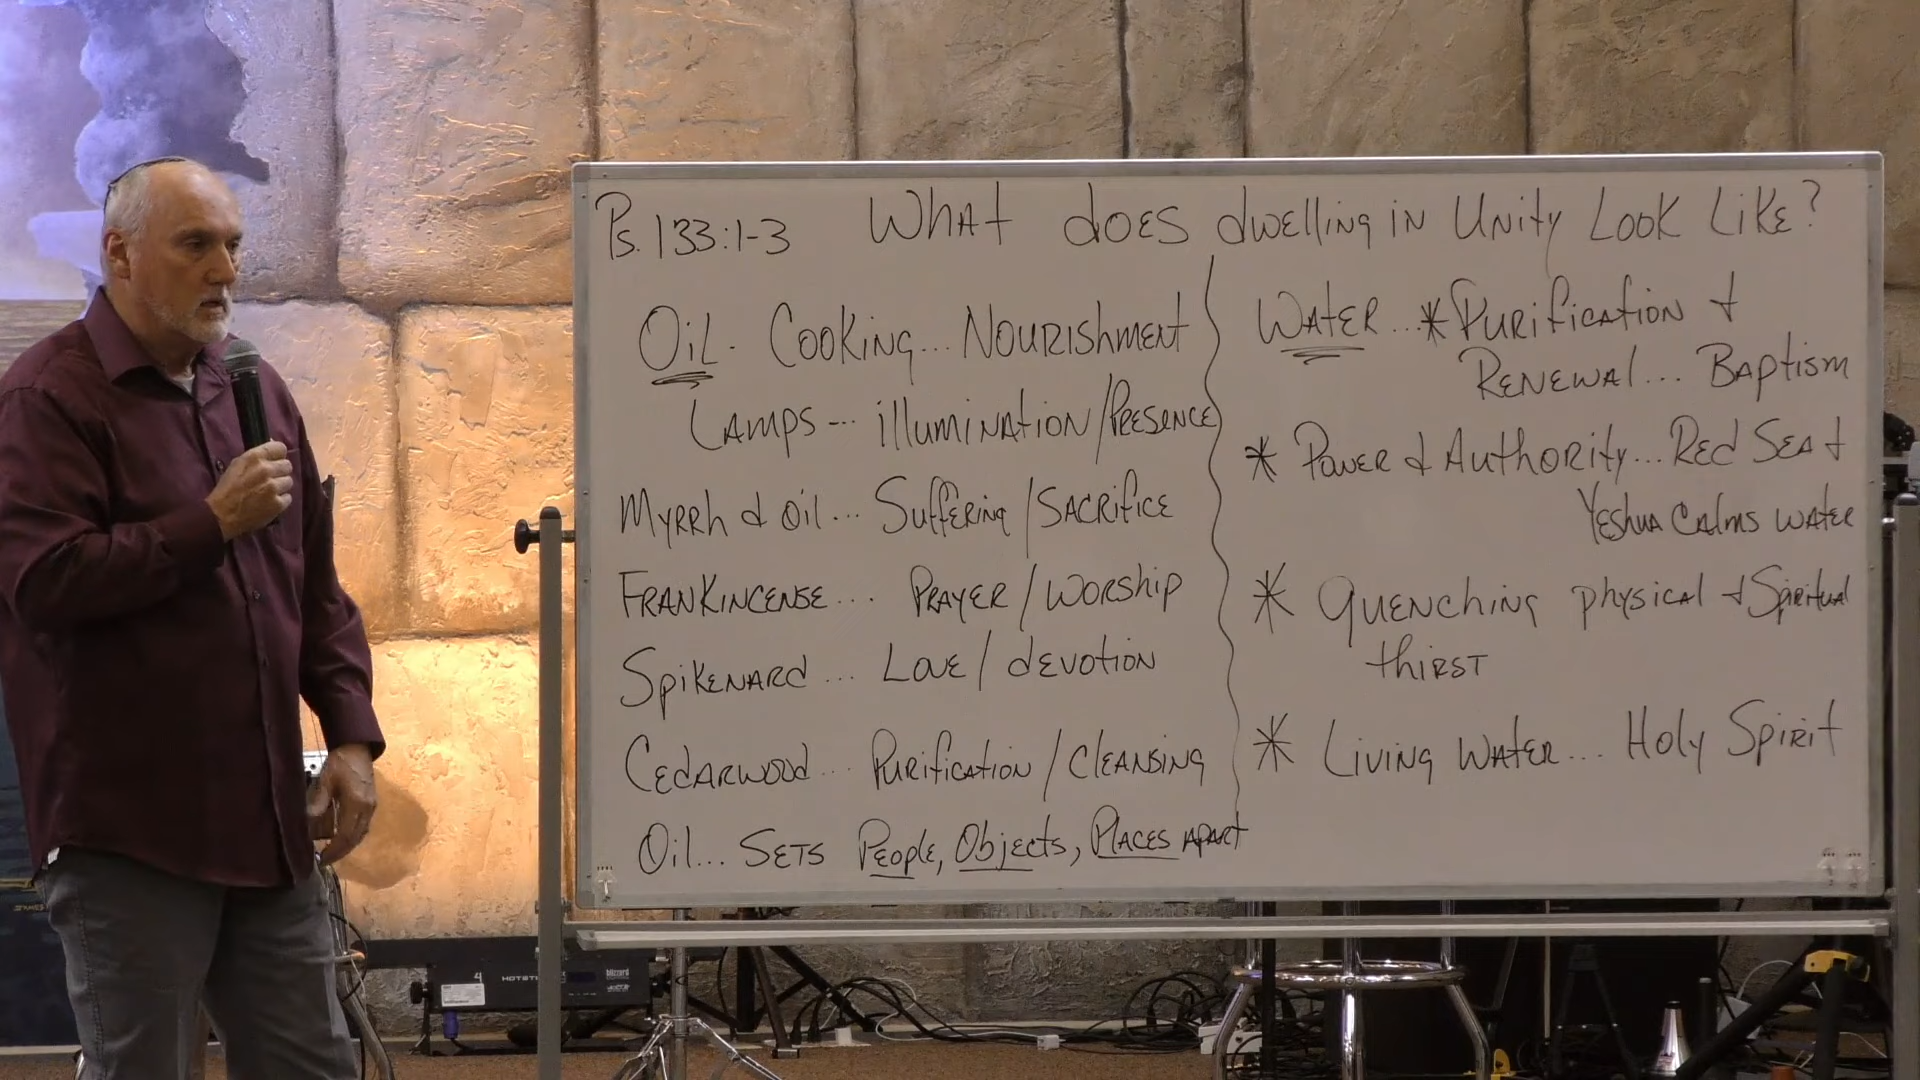 Ps. 133:1-3 What does dwelling in Unity Look Like?
Oil - Cooking... Nourishment
Lamps --- illumination/Presence
Myrrh & oil... Suffering/Sacrifice
Frankincense... Prayer/Worship
Spikenard... Love/devotion
Cedarwood... Purification/Cleansing
Oil... Sets People, Objects, Places apart
Water... * Purification &
Renewal... Baptism
* Power & Authority... Red Sea &
Yeshua Calms Water
* Quenching physical & Spiritual
thirst
* Living Water... Holy Spirit
4
blizzard